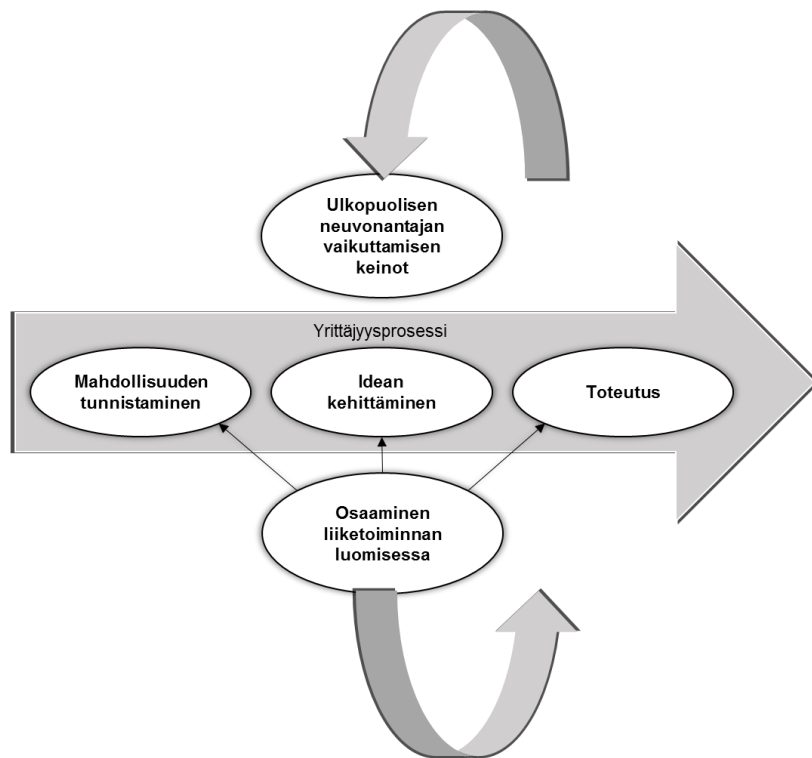 Ulkopuolisen
neuvonantajan
vaikuttamisen
keinot
Yrittäjyysprosessi
Mahdollisuuden
tunnistaminen
Idean
kehittäminen
Toteutus
Osaaminen
liiketoiminnan
luomisessa